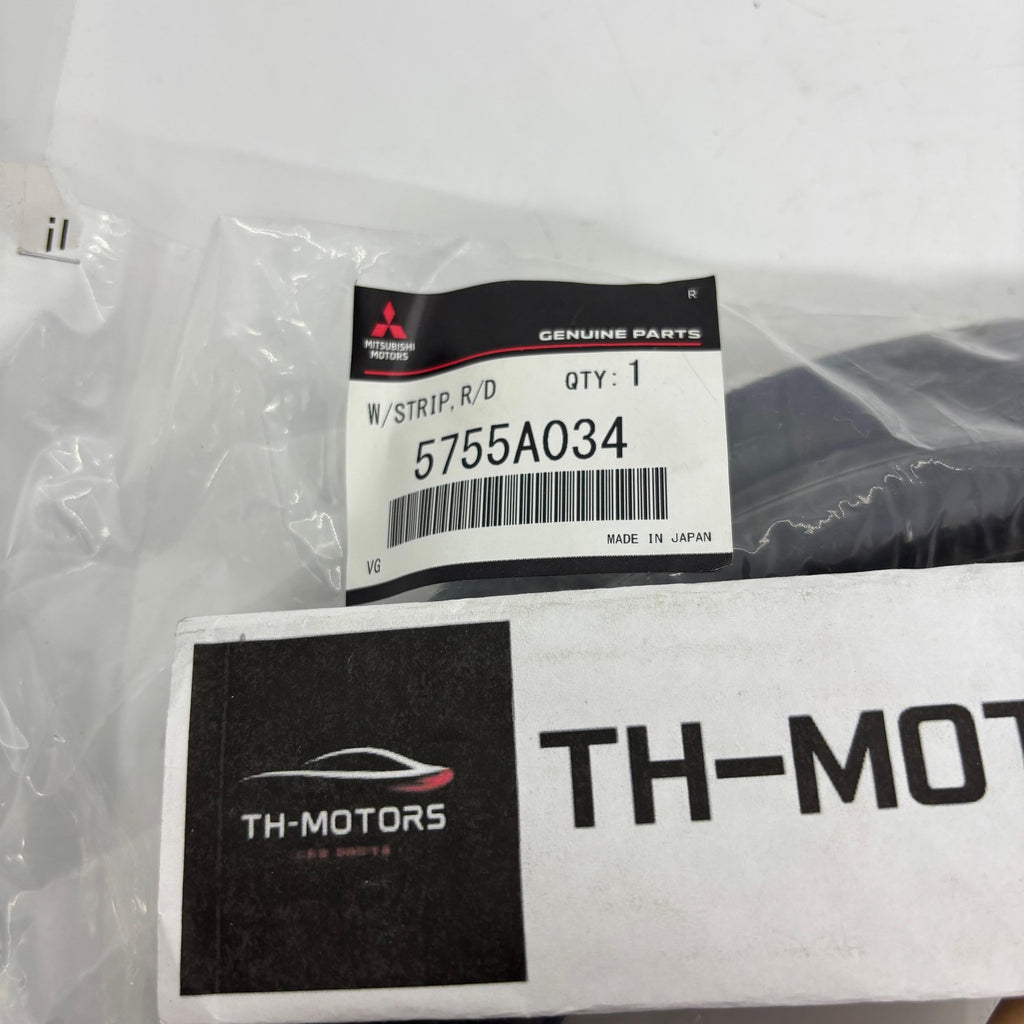 il
R
MITSUBISHI
MOTORS
GENUINE PARTS
W/STRIP, R/D QTY: 1
5755A034
MADE IN JAPAN
VG
TH-MOTORS
TH-MOT